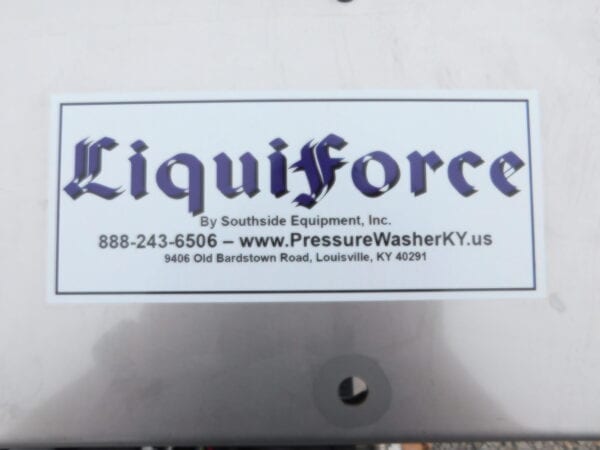 LiquiForce
By Southside Equipment, Inc.
888-243-6506 – www.PressureWasherKY.us
9406 Old Bardstown Road, Louisville, KY 40291